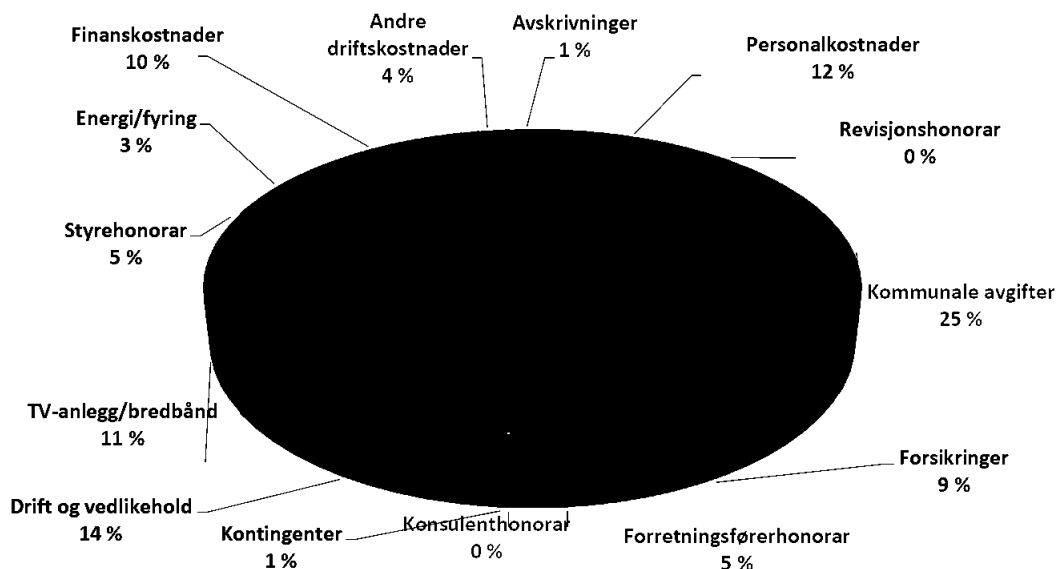 Finanskostnader
10 %
Andre
driftskostnader
4 %
Avskrivninger
1 %
Personalkostnader
12 %
Energi/fyring
3 %
Revisjonshonorar
0 %
Styrehonorar
5 %
Kommunale avgifter
25 %
TV-anlegg/bredbånd
11 %
Forsikringer
9 %
Drift og vedlikehold
14 %
Kontingenter
1 %
Konsulenthonorar
0 %
Forretningsførerhonorar
5 %